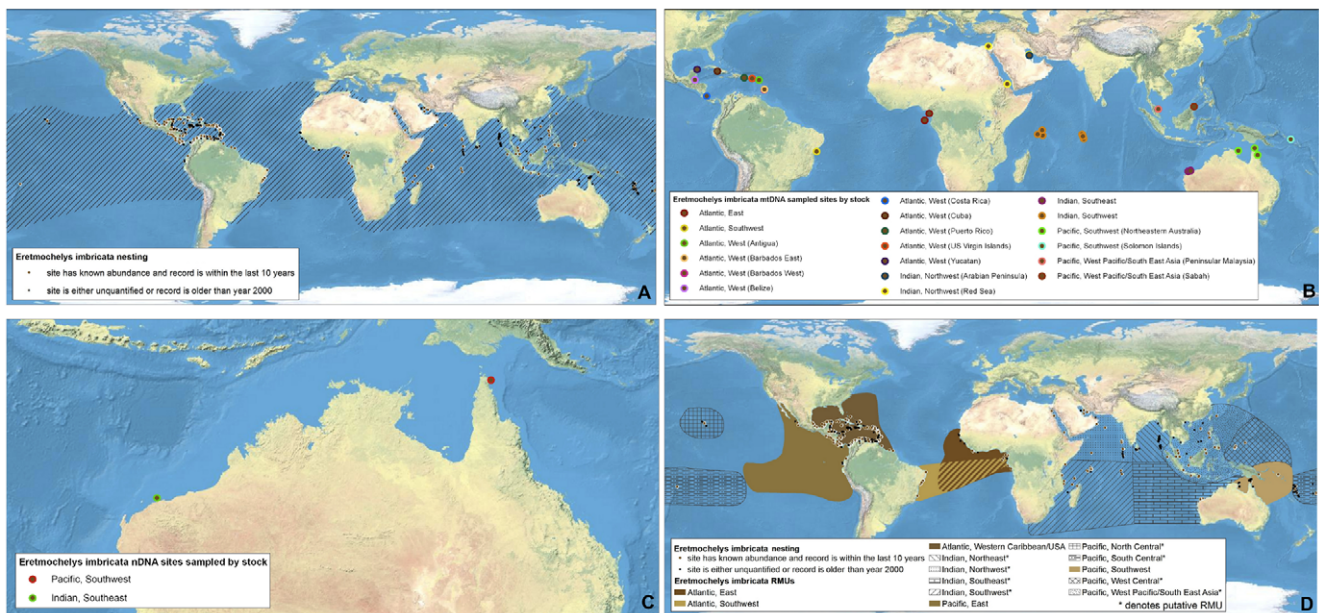 A
Eretmochelys imbricata nesting
site has known abundance and record is within the last 10 years
site is either unquantified or record is older than year 2000
B
Eretmochelys imbricata mtDNA sampled sites by stock
Atlantic, East
Atlantic, Southwest
Atlantic, West (Antigua)
Atlantic, West (Barbados East)
Atlantic, West (Barbados West)
Atlantic, West (Belize)
Atlantic, West (Costa Rica)
Atlantic, West (Cuba)
Atlantic, West (Puerto Rico)
Atlantic, West (US Virgin Islands)
Atlantic, West (Yucatan)
Indian, Northwest (Arabian Peninsula)
Indian, Northwest (Red Sea)
Indian, Southeast
Indian, Southwest
Pacific, Southwest (Northeastern Australia)
Pacific, Southwest (Solomon Islands)
Pacific, West Pacific/South East Asia (Peninsular Malaysia)
Pacific, West Pacific/South East Asia (Sabah)
C
Eretmochelys imbricata nDNA sites sampled by stock
Pacific, Southwest
Indian, Southeast
D
Eretmochelys imbricata nesting
site has known abundance and record is within the last 10 years
site is either unquantified or record is older than year 2000
Eretmochelys imbricata RMUs
Atlantic, East
Atlantic, Southwest
Atlantic, Western Caribbean/USA
Indian, Northeast*
Indian, Northwest*
Indian, Southeast*
Indian, Southwest*
Pacific, East
Pacific, North Central*
Pacific, South Central*
Pacific, Southwest
Pacific, West Central*
Pacific, West Pacific/South East Asia*
* denotes putative RMU